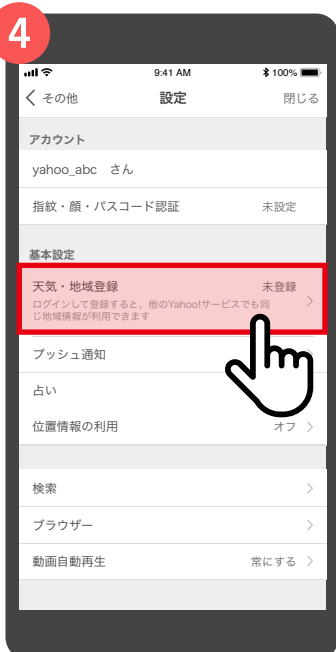 4
9:41 AM 100%
その他 設定 閉じる
アカウント
yahoo_abc さん
指紋・顔・パスコード認証 未設定
基本設定
天気・地域登録 未登録
ログインして登録すると、他のYahoo!サービスでも同
じ地域情報が利用できます
プッシュ通知
占い
位置情報の利用 オフ
検索
ブラウザー
動画自動再生 常にする